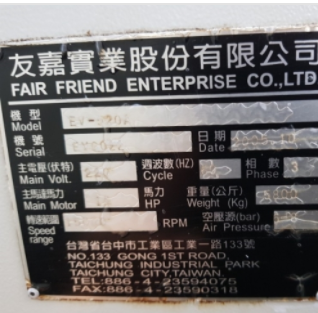 友嘉實業股份有限公司
FAIR FRIEND ENTERPRISE CO.,LTD
機型
Model
機號 日期
Serial Date
主電壓(伏特) 週波數(HZ) 相數
Main Volt. 220 Cycle Phase 3
主馬達馬力 馬力 重量(公斤)
Main Motor HP Weight (Kg)
轉速範圍 空壓源(bar)
Speed range RPM Air Pressure
台灣省台中市工業區工業一路133號
NO.133 GONG 1ST ROAD,
TAICHUNG INDUSTRIAL PARK
TAICHUNG CITY,TAIWAN.
TEL:886-4-23594075
FAX:886-4-23590318